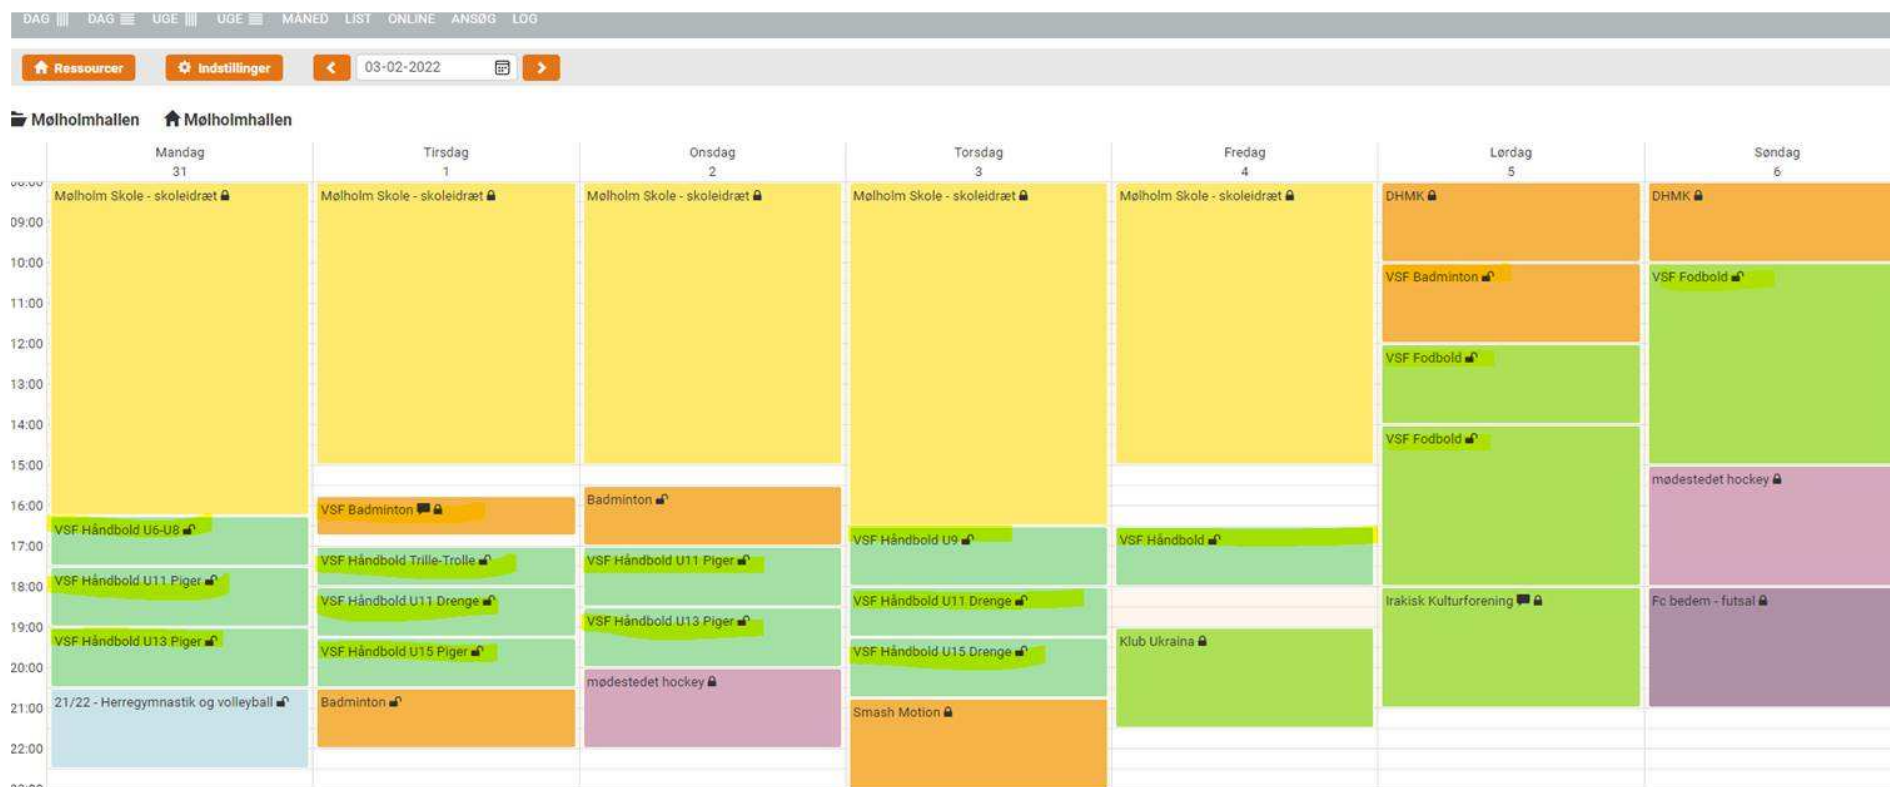 DAG DAG UGE UGE MÅNED LIST ONLINE ANSØG LOG
Ressourcer Indstillinger 03-02-2022
Mølholmhallen Mølholmhallen
Mandag Tirsdag Onsdag Torsdag Fredag Lørdag Søndag
31 1 2 3 4 5 6
Mølholm Skole - skoleidræt Mølholm Skole - skoleidræt Mølholm Skole - skoleidræt Mølholm Skole - skoleidræt Mølholm Skole - skoleidræt DHMK DHMK
09:00
10:00
VSF Badminton VSF Fodbold
11:00
12:00
VSF Fodbold
13:00
14:00
VSF Fodbold
15:00
mødestedet hockey
16:00 VSF Badminton Badminton
VSF Håndbold U6-U8 VSF Håndbold U9 VSF Håndbold
17:00
VSF Håndbold Trille-Trolle VSF Håndbold U11 Piger
VSF Håndbold U11 Piger
18:00
VSF Håndbold U11 Drenge VSF Håndbold U11 Drenge Irakisk Kulturforening Fc bedem - futsal
VSF Håndbold U13 Piger
19:00
VSF Håndbold U13 Piger VSF Håndbold U15 Piger VSF Håndbold U15 Drenge Klub Ukraina
20:00
mødestedet hockey
21:00 21/22 - Herregymnastik og volleyball Badminton Smash Motion
22:00